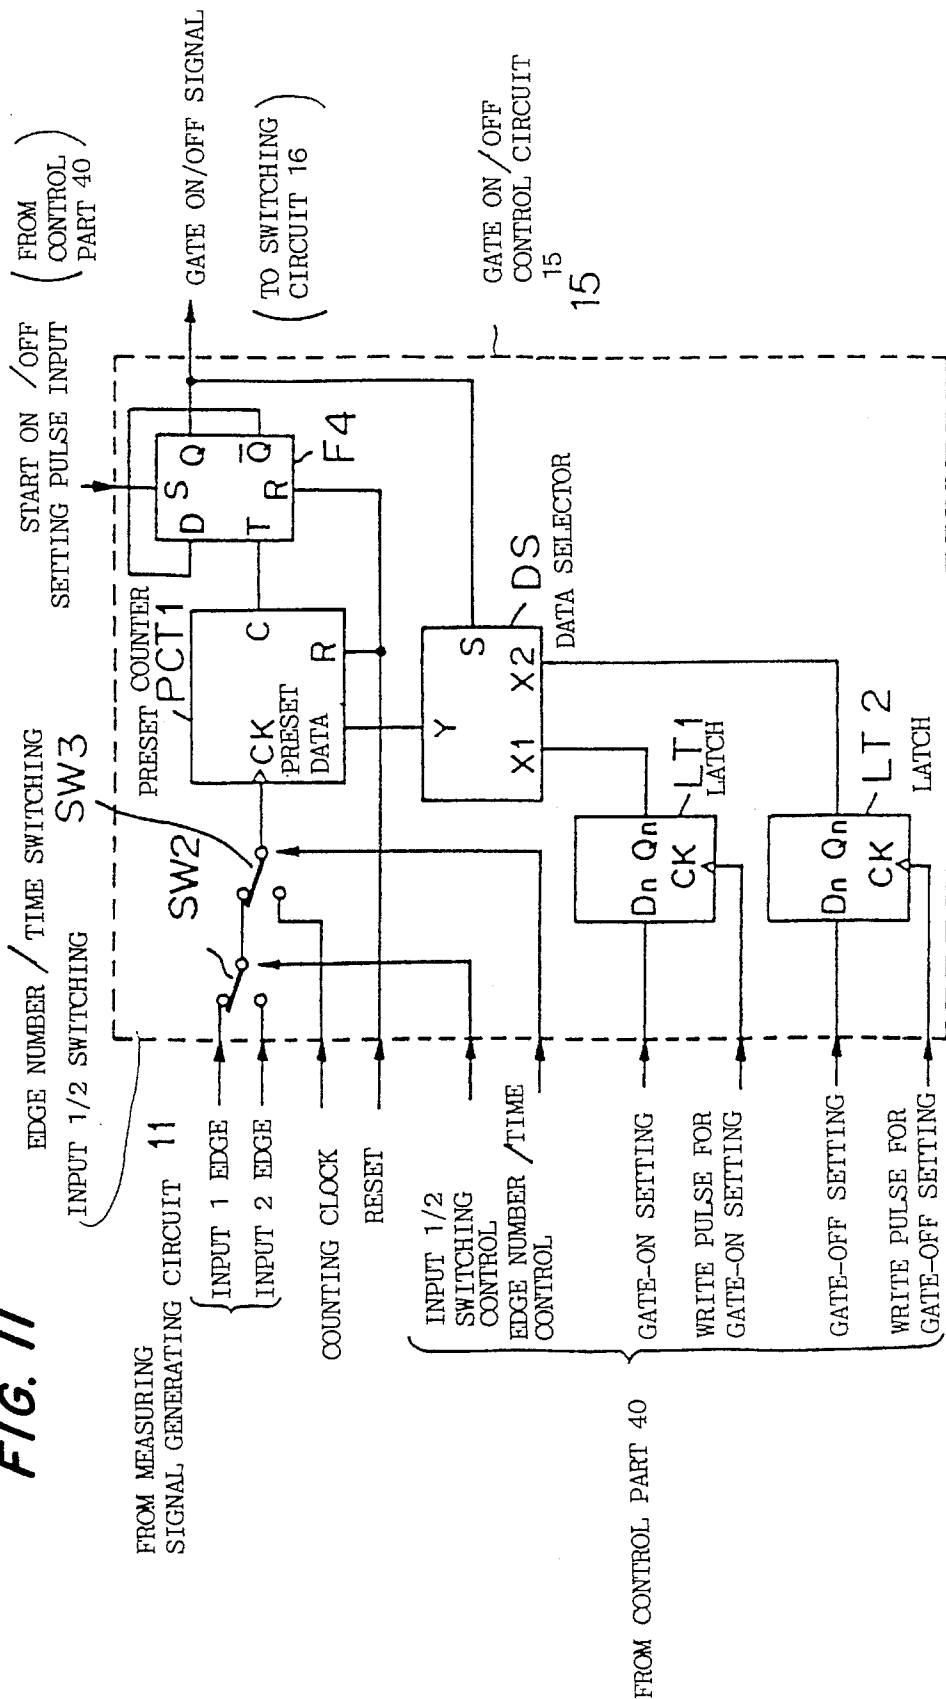 FIG. 11
EDGE NUMBER / TIME SWITCHING
SW3
INPUT 1/2 SWITCHING
SW2
START ON /OFF
SETTING PULSE INPUT
(FROM
CONTROL
PART 40)
FROM MEASURING
SIGNAL GENERATING CIRCUIT 11
INPUT 1 EDGE
INPUT 2 EDGE
COUNTING CLOCK
RESET
INPUT 1/2
SWITCHING
CONTROL
EDGE NUMBER /TIME
CONTROL
GATE-ON SETTING
WRITE PULSE FOR
GATE-ON SETTING
GATE-OFF SETTING
WRITE PULSE FOR
GATE-OFF SETTING
FROM CONTROL PART 40
PRESET COUNTER
PCT1
CK
PRESET
DATA
C
R
D S Q
T R Q̅
F4
GATE ON/OFF SIGNAL
(TO SWITCHING
CIRCUIT 16)
Y
S
X1 X2
DS
DATA SELECTOR
Dn Qn
CK
LT1
LATCH
Dn Qn
CK
LT2
LATCH
GATE ON /OFF
CONTROL CIRCUIT
15
15